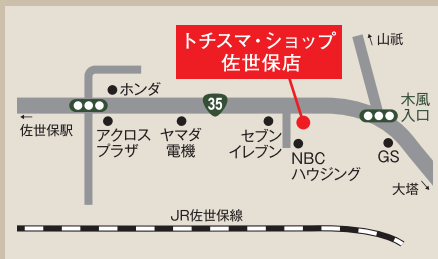 トチスマ・ショップ
佐世保店
↑山祗
ホンダ
35
木風
入口
←
佐世保駅
アクロス
プラザ
ヤマダ
電機
セブン
イレブン
NBC
ハウジング
GS
大塔
JR佐世保線